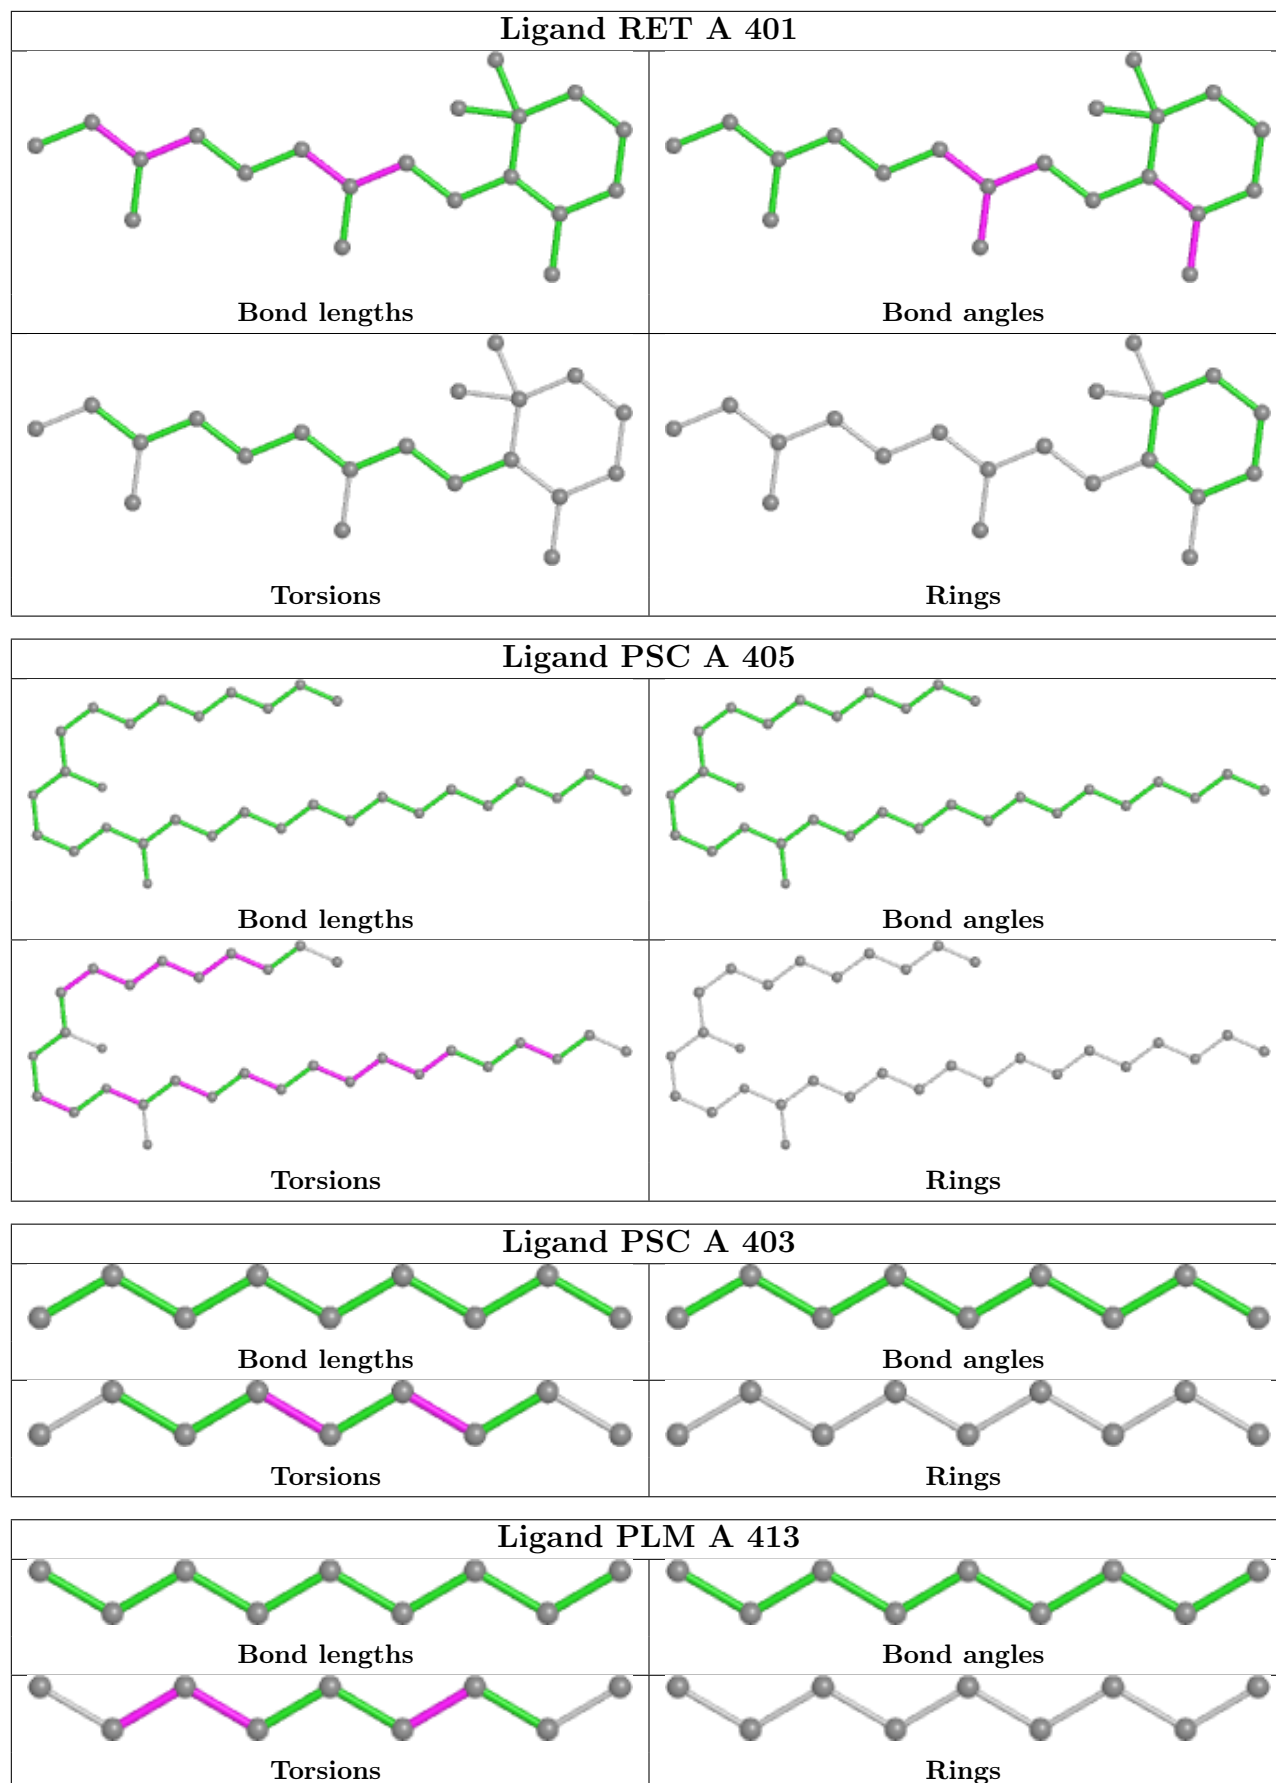 Ligand RET A 401
Bond lengths
Bond angles
Torsions
Rings
Ligand PSC A 405
Bond lengths
Bond angles
Torsions
Rings
Ligand PSC A 403
Bond lengths
Bond angles
Torsions
Rings
Ligand PLM A 413
Bond lengths
Bond angles
Torsions
Rings